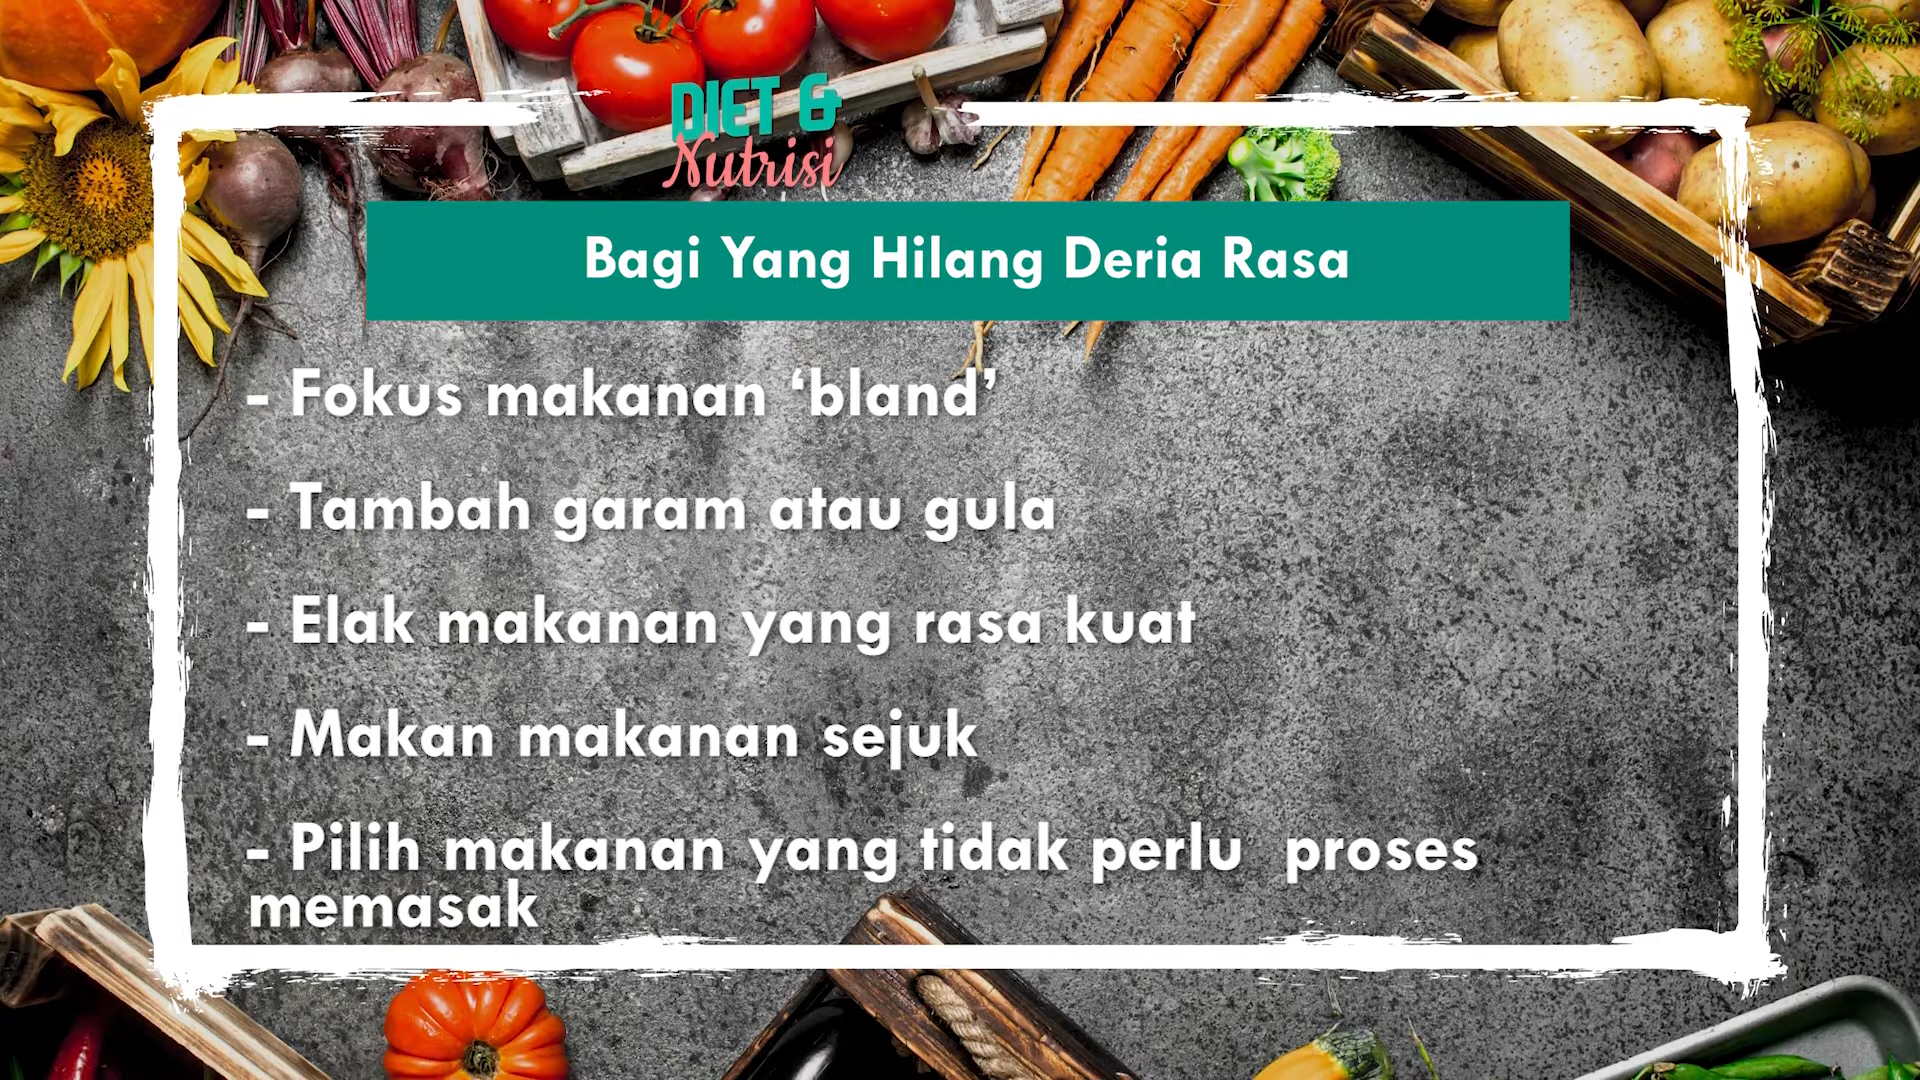 DIET &
Nutrisi
Bagi Yang Hilang Deria Rasa
- Fokus makanan ‘bland’
- Tambah garam atau gula
- Elak makanan yang rasa kuat
- Makan makanan sejuk
- Pilih makanan yang tidak perlu  proses
memasak